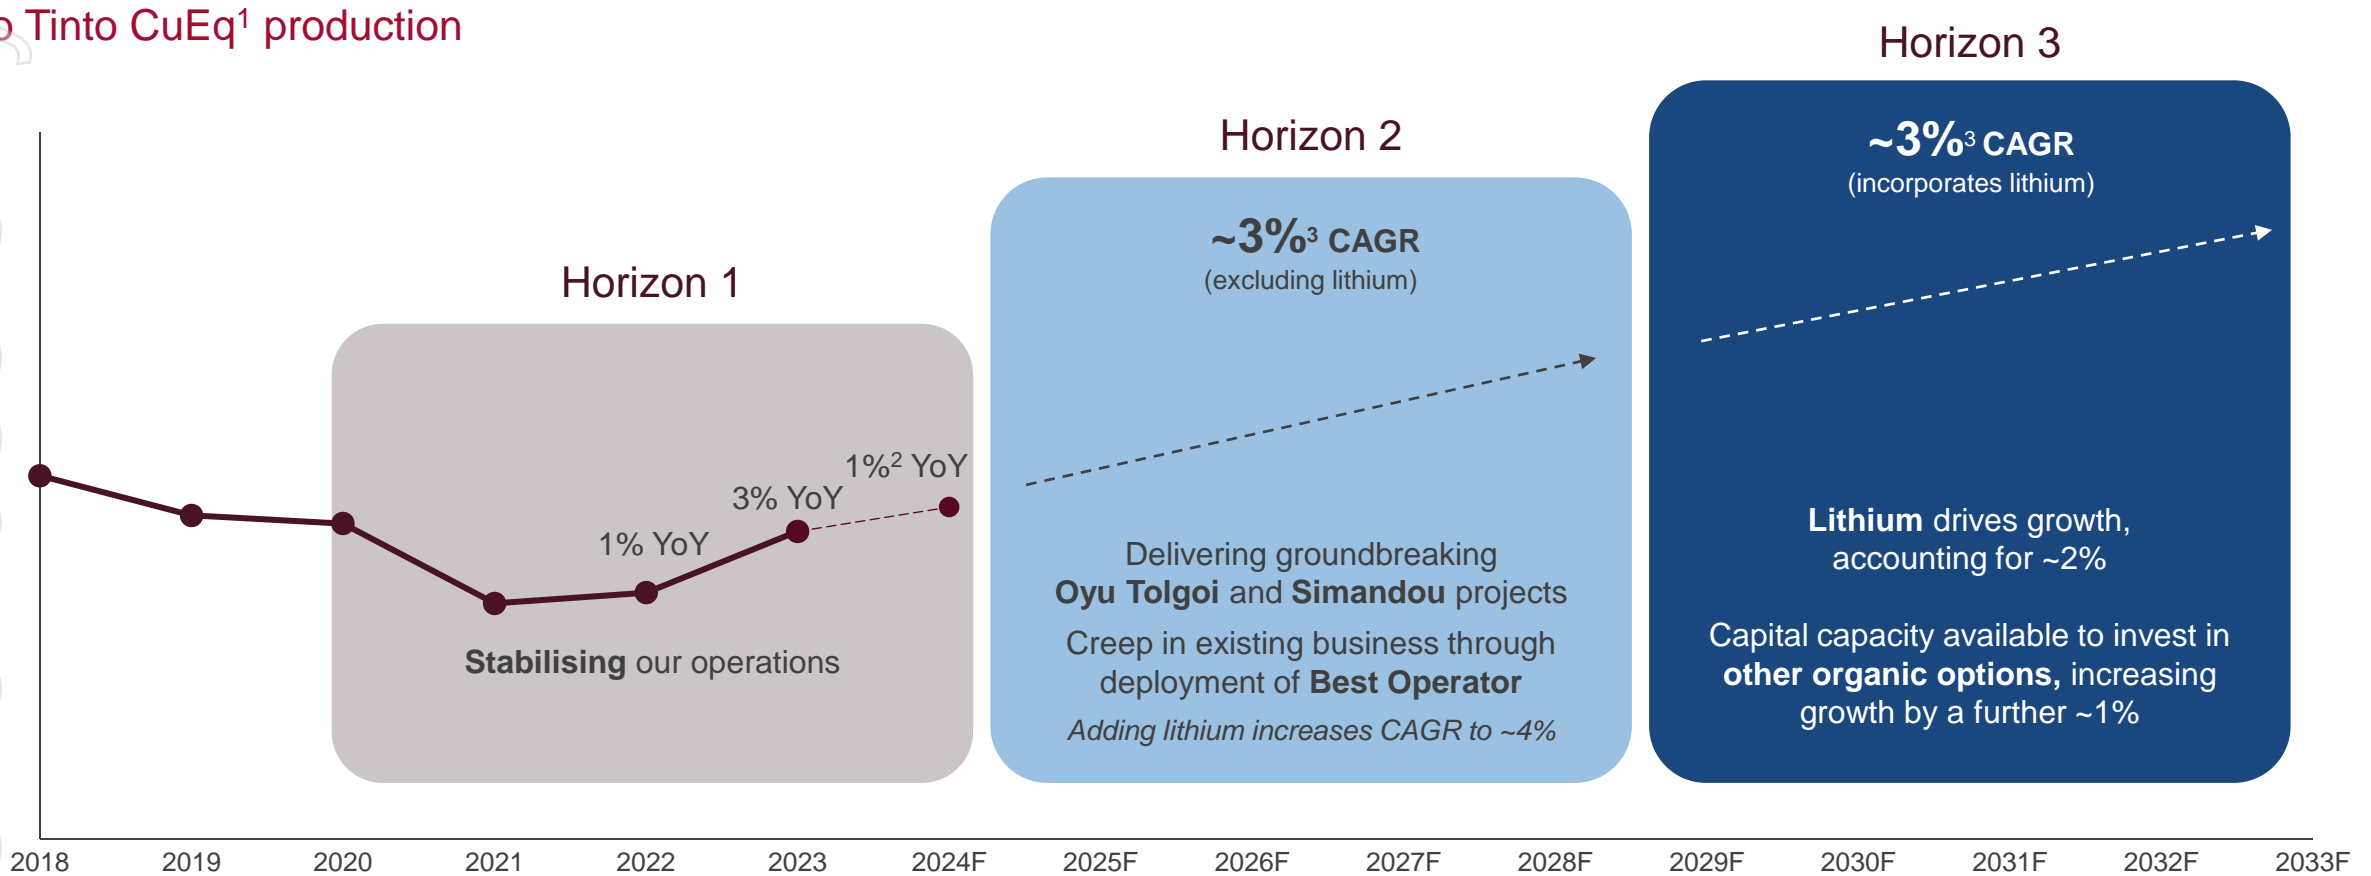 o Tinto CuEq¹ production
Horizon 3
~3%³ CAGR
(incorporates lithium)
Horizon 2
~3%³ CAGR
(excluding lithium)
Horizon 1
1%² YoY
3% YoY
1% YoY
Stabilising our operations
Delivering groundbreaking
Oyu Tolgoi and Simandou projects
Creep in existing business through
deployment of Best Operator
Adding lithium increases CAGR to ~4%
Lithium drives growth,
accounting for ~2%
Capital capacity available to invest in
other organic options, increasing
growth by a further ~1%
2018 2019 2020 2021 2022 2023 2024F 2025F 2026F 2027F 2028F 2029F 2030F 2031F 2032F 2033F